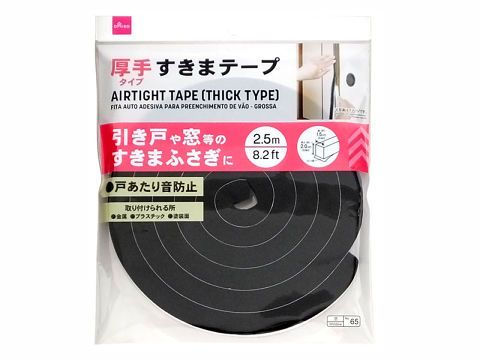 DAISO
厚手
タイプ
すきまテープ
AIRTIGHT TAPE (THICK TYPE)
FITA AUTO ADESIVA PARA PREENCHIMENTO DE VÃO - GROSSA
引き戸や窓等の
すきまふさぎに
2.5m
8.2ft
●戸あたり音防止
取り付けられる所
●金属 ●プラスチック ●塗装面
No.
65